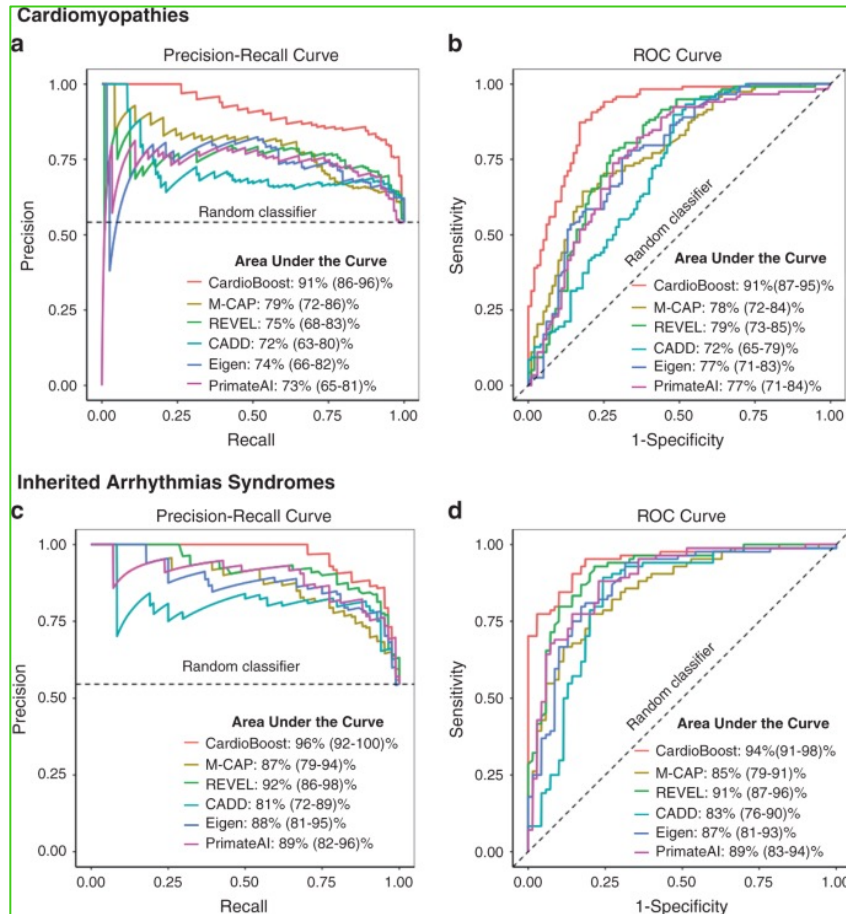 Cardiomyopathies
a
Precision-Recall Curve
1.00
0.75
0.50
0.25
0.00
Precision
Random classifier
Area Under the Curve
CardioBoost: 91% (86-96)%
M-CAP: 79% (72-86)%
REVEL: 75% (68-83)%
CADD: 72% (63-80)%
Eigen: 74% (66-82)%
PrimateAI: 73% (65-81)%
0.00 0.25 0.50 0.75 1.00
Recall
b
ROC Curve
1.00
0.75
0.50
0.25
0.00
Sensitivity
Random classifier
Area Under the Curve
CardioBoost: 91%(87-95)%
M-CAP: 78% (72-84)%
REVEL: 79% (73-85)%
CADD: 72% (65-79)%
Eigen: 77% (71-83)%
PrimateAI: 77% (71-84)%
0.00 0.25 0.50 0.75 1.00
1-Specificity
Inherited Arrhythmias Syndromes
c
Precision-Recall Curve
1.00
0.75
0.50
0.25
0.00
Precision
Random classifier
Area Under the Curve
CardioBoost: 96% (92-100)%
M-CAP: 87% (79-94)%
REVEL: 92% (86-98)%
CADD: 81% (72-89)%
Eigen: 88% (81-95)%
PrimateAI: 89% (82-96)%
0.00 0.25 0.50 0.75 1.00
Recall
d
ROC Curve
1.00
0.75
0.50
0.25
0.00
Sensitivity
Random classifier
Area Under the Curve
CardioBoost: 94%(91-98)%
M-CAP: 85% (79-91)%
REVEL: 91% (87-96)%
CADD: 83% (76-90)%
Eigen: 87% (81-93)%
PrimateAI: 89% (83-94)%
0.00 0.25 0.50 0.75 1.00
1-Specificity